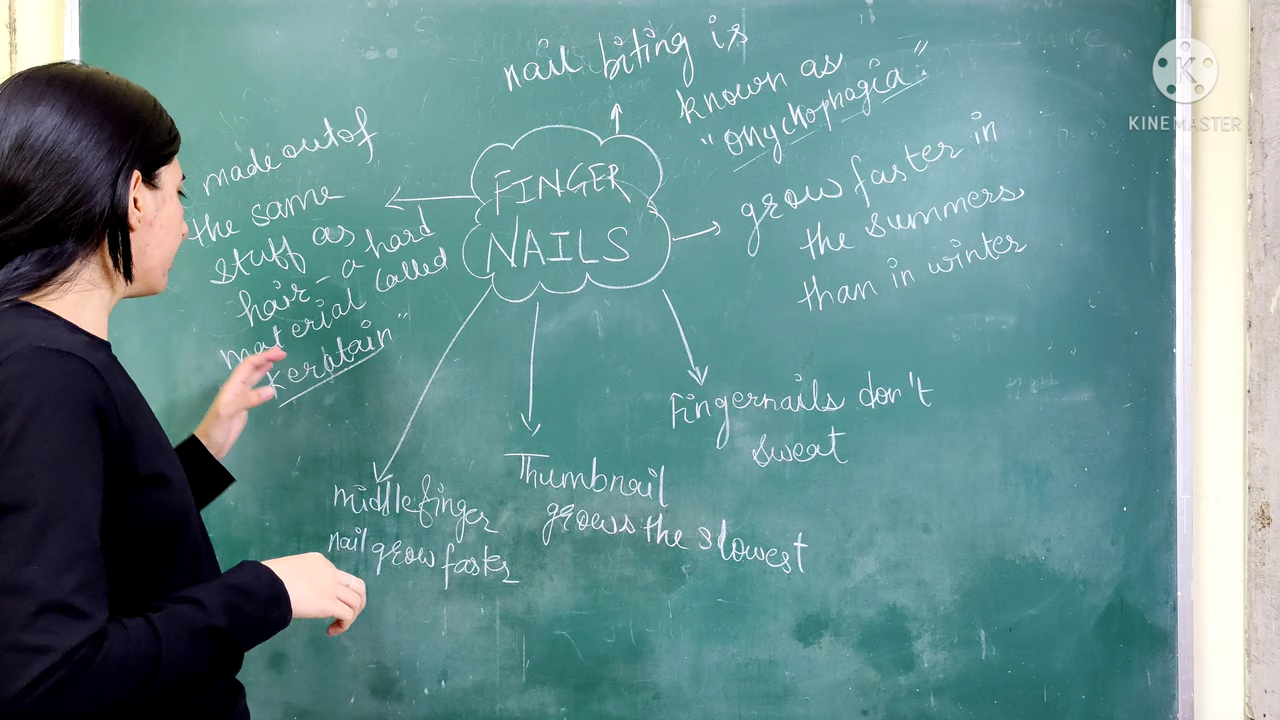 nail biting is
known as
"onychophagia"
FINGER
NAILS
made out of
the same
stuff as
hair - a hard
material called
keratain"
grow faster in
the summers
than in winter
Fingernails don't
sweat
Thumbnail
grows the slowest
middle finger
nail grow faster
K
KINEMASTER